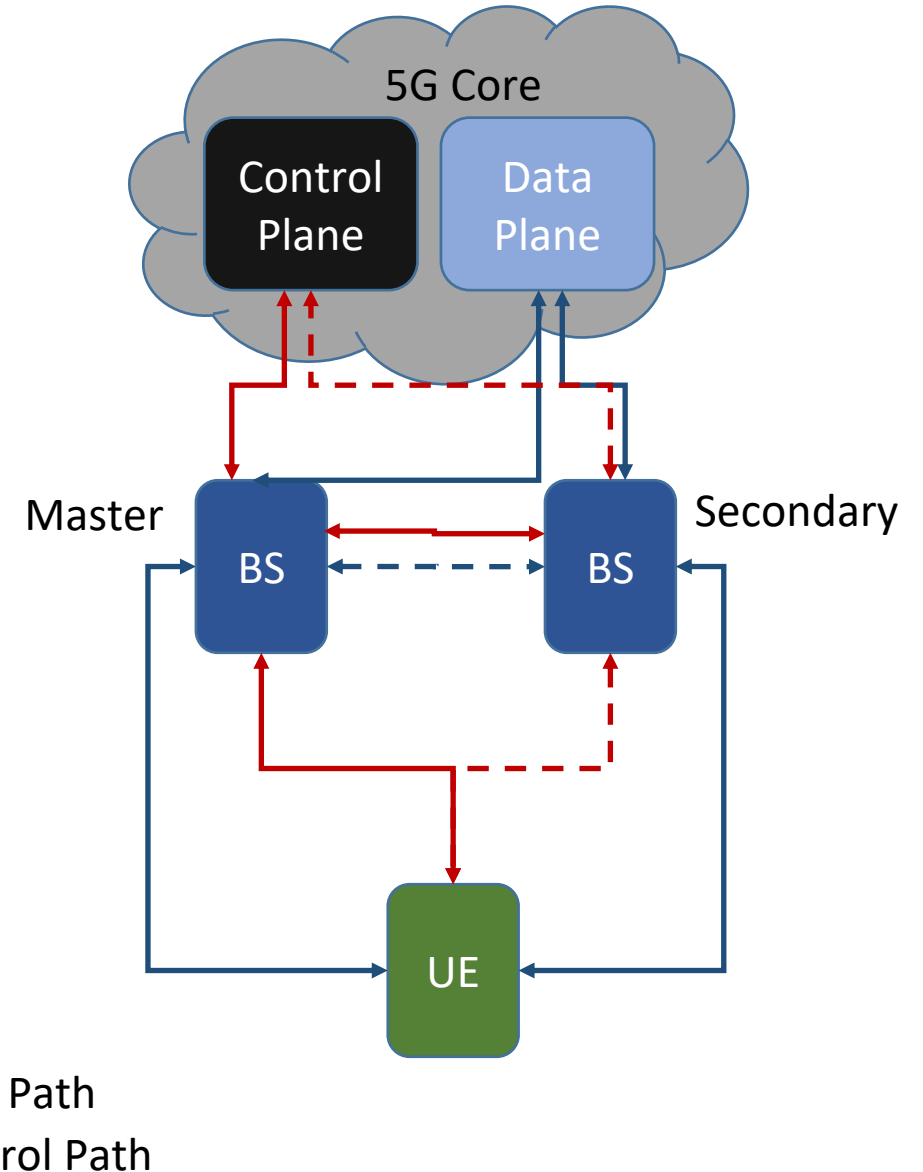 5G Core
Control
Plane
Data
Plane
Master
Secondary
BS
BS
UE
Path
rol Path